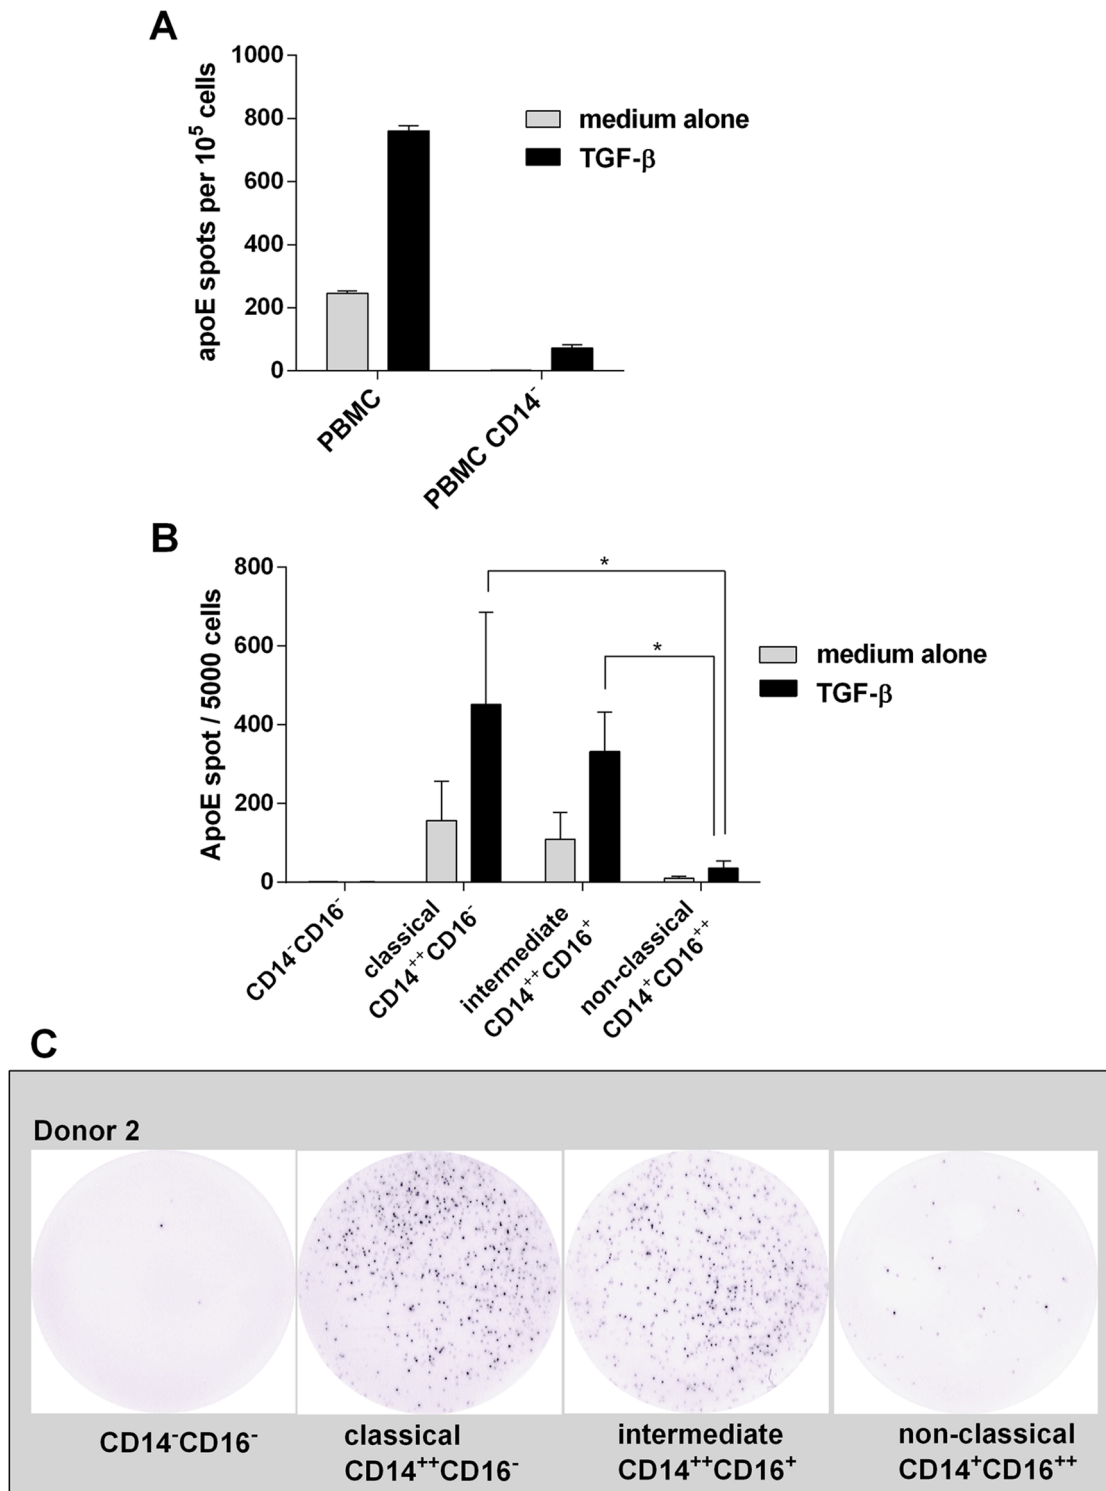 A
apoE spots per 10⁵ cells
1000
800
600
400
200
0
medium alone
TGF-β
PBMC
PBMC CD14⁻
B
ApoE spot / 5000 cells
800
600
400
200
0
*
*
medium alone
TGF-β
CD14⁻CD16⁻
classical
CD14⁺⁺CD16⁻
intermediate
CD14⁺⁺CD16⁺
non-classical
CD14⁺CD16⁺⁺
C
Donor 2
CD14⁻CD16⁻
classical
CD14⁺⁺CD16⁻
intermediate
CD14⁺⁺CD16⁺
non-classical
CD14⁺CD16⁺⁺